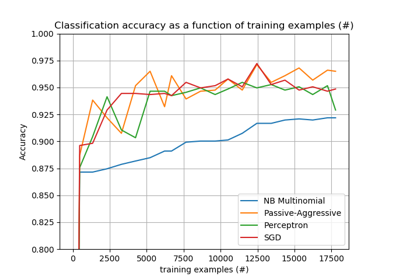 Classification accuracy as a function of training examples (#)
1.000
0.975
0.950
0.925
0.900
0.875
0.850
0.825
0.800
Accuracy
NB Multinomial
Passive-Aggressive
Perceptron
SGD
0 2500 5000 7500 10000 12500 15000 17500
training examples (#)